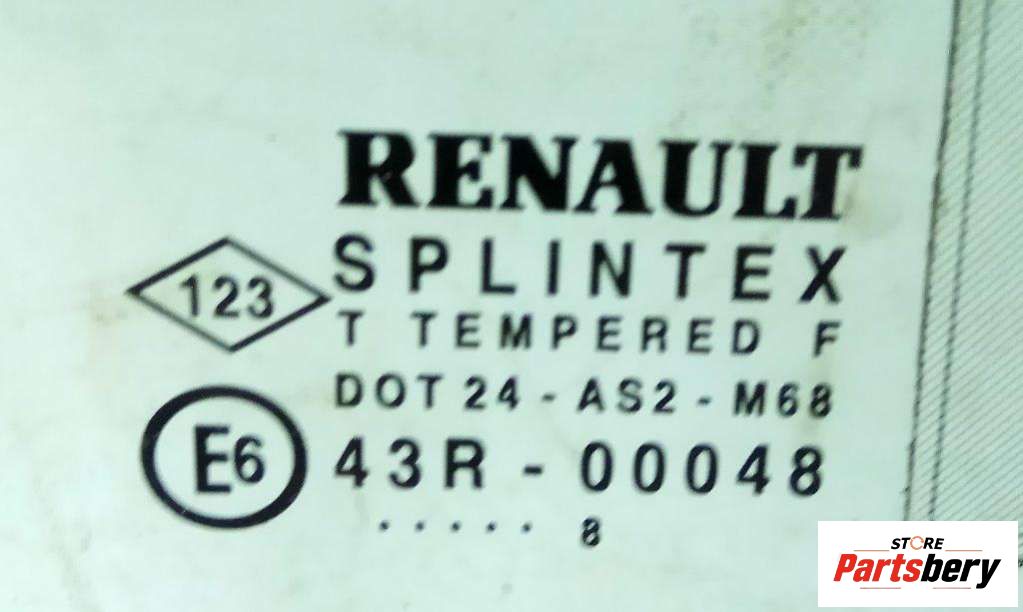 RENAULT
123
SPLINTEX
T TEMPERED F
DOT 24 - AS2 - M68
E6
43R - 00048
. . . . . 8
STORE
Partsbery